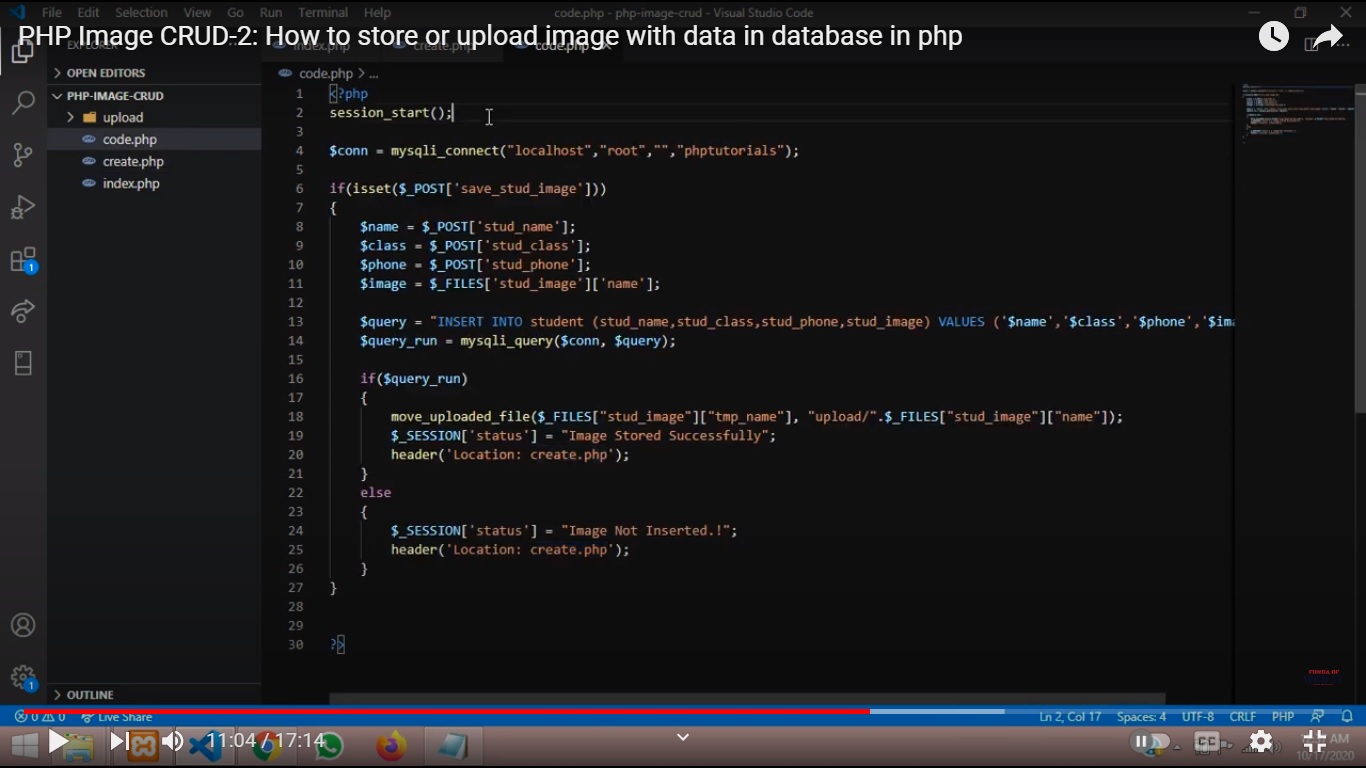 File Edit Selection View Go Run Terminal Help
code.php - php-image-crud - Visual Studio Code
PHP Image CRUD-2: How to store or upload image with data in database in php
EXPLORER
index.php
create.php
code.php
OPEN EDITORS
PHP-IMAGE-CRUD
upload
code.php
create.php
index.php
code.php > ...
1 <?php
2 session_start();
3
4 $conn = mysqli_connect("localhost","root","","phptutorials");
5
6 if(isset($_POST['save_stud_image']))
7 {
8 $name = $_POST['stud_name'];
9 $class = $_POST['stud_class'];
10 $phone = $_POST['stud_phone'];
11 $image = $_FILES['stud_image']['name'];
12
13 $query = "INSERT INTO student (stud_name,stud_class,stud_phone,stud_image) VALUES ('$name','$class','$phone','$ima
14 $query_run = mysqli_query($conn, $query);
15
16 if($query_run)
17 {
18 move_uploaded_file($_FILES["stud_image"]["tmp_name"], "upload/".$_FILES["stud_image"]["name"]);
19 $_SESSION['status'] = "Image Stored Successfully";
20 header('Location: create.php');
21 }
22 else
23 {
24 $_SESSION['status'] = "Image Not Inserted.!";
25 header('Location: create.php');
26 }
27 }
28
29
30 ?>
1
1
OUTLINE
FUNDA OF
0 0 Live Share
Ln 2, Col 17 Spaces: 4 UTF-8 CRLF PHP
11:04 / 17:14
CC
AM
10/17/2020